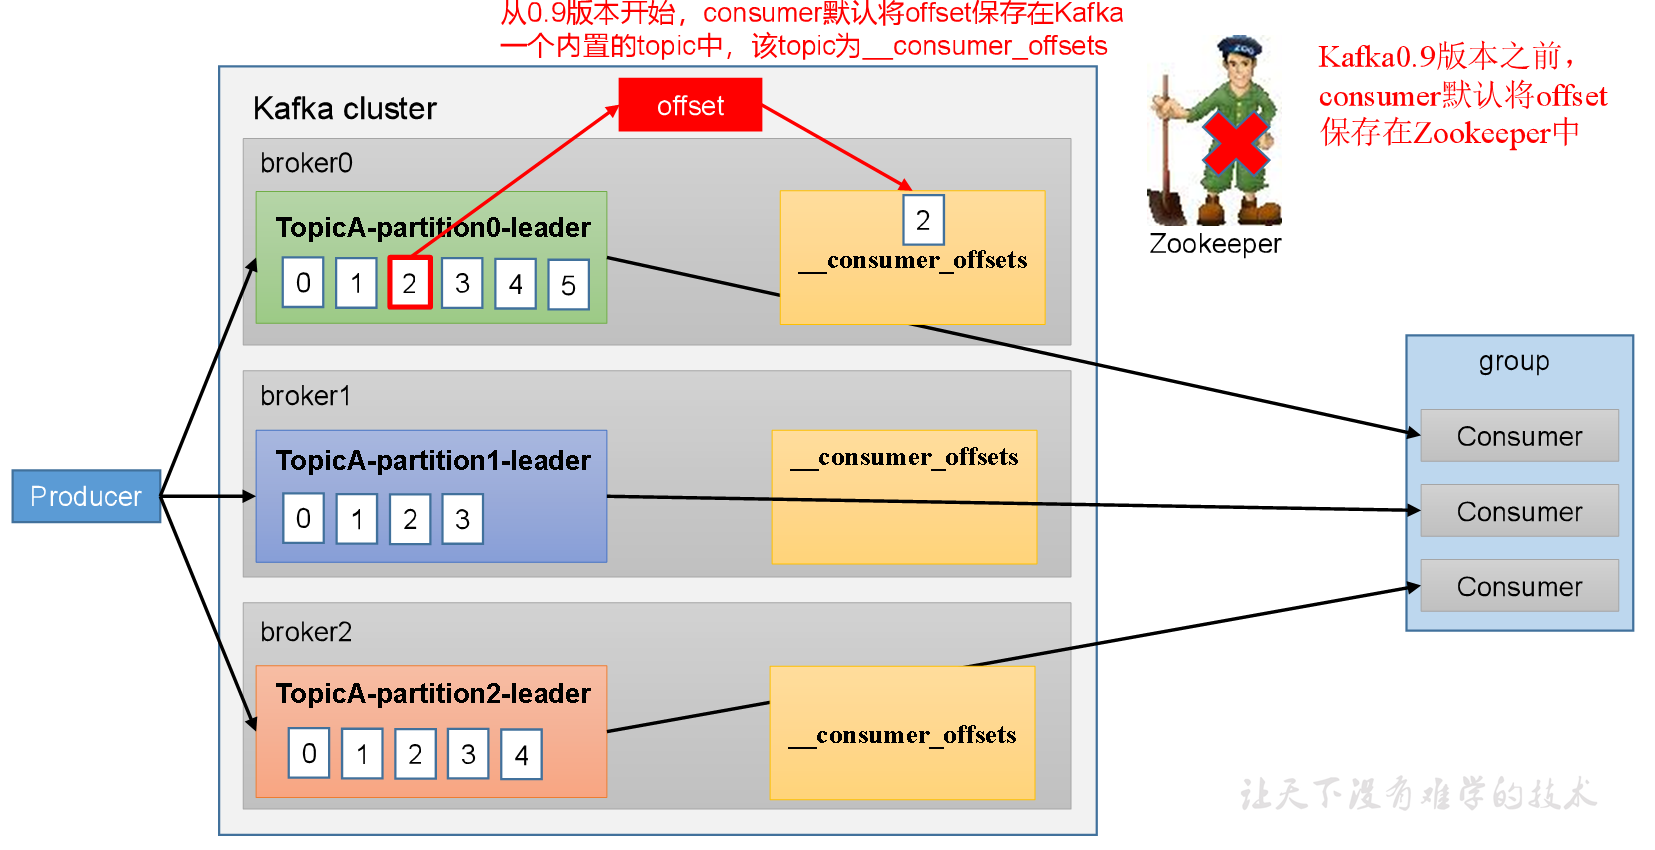 从0.9版本开始，consumer默认将offset保存在Kafka
一个内置的topic中，该topic为__consumer_offsets
Kafka0.9版本之前，
consumer默认将offset
保存在Zookeeper中
ZOO
Zookeeper
Kafka cluster
offset
broker0
TopicA-partition0-leader
0 1 2 3 4 5
2
__consumer_offsets
broker1
TopicA-partition1-leader
0 1 2 3
__consumer_offsets
broker2
TopicA-partition2-leader
0 1 2 3 4
__consumer_offsets
Producer
group
Consumer
Consumer
Consumer
让天下没有难学的技术